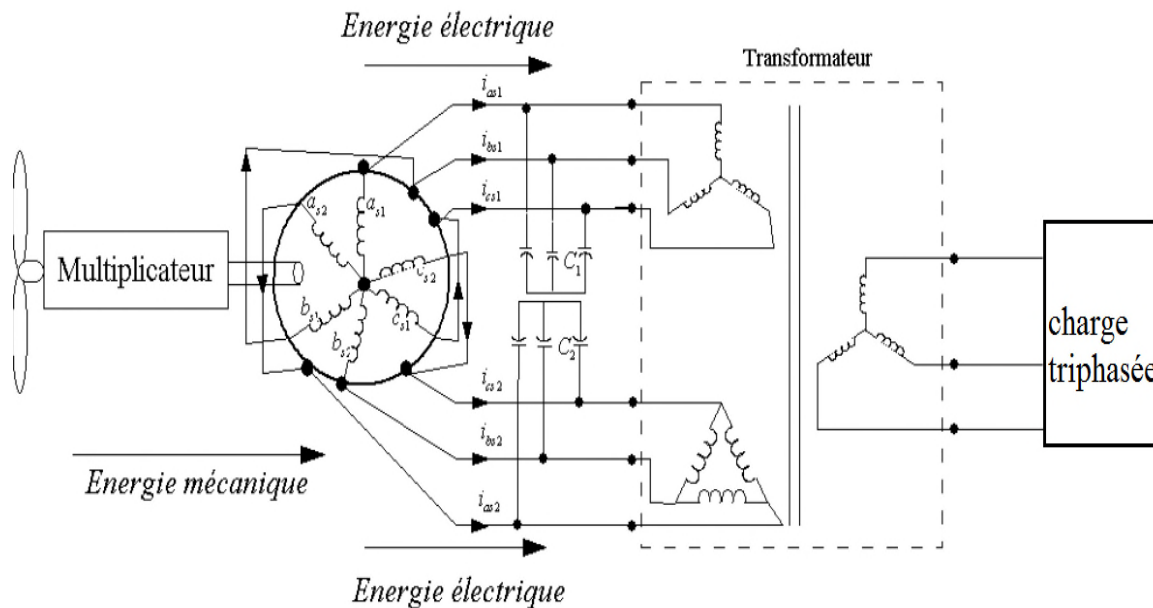 Energie électrique
Transformateur
i_as1
i_bs1
i_cs1
a_s2
a_s1
Multiplicateur
c_s2
C_1
b_s1
c_s1
b_s2
C_2
charge
triphasée
i_cs2
i_bs2
Energie mécanique
i_as2
Energie électrique